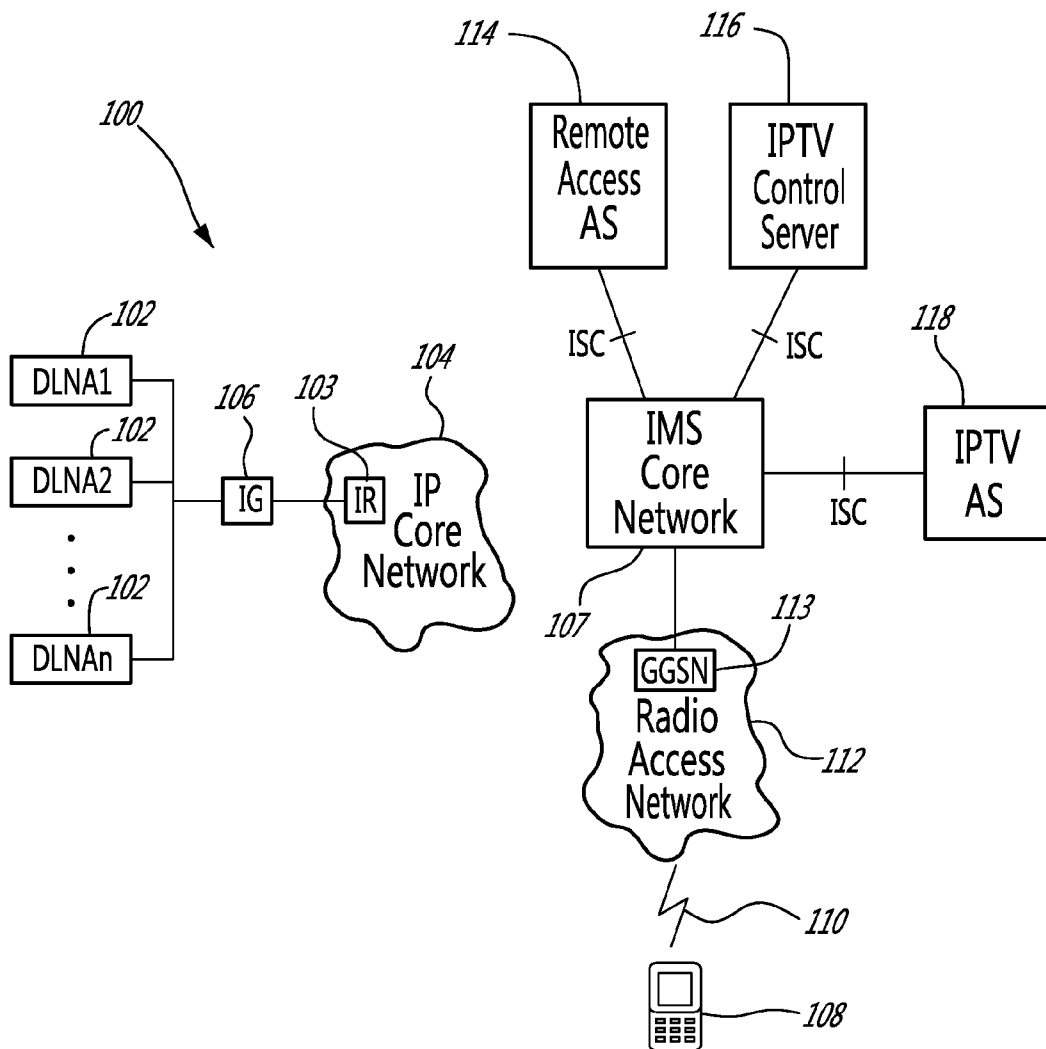 114
116
100
Remote
Access
AS
IPTV
Control
Server
102
DLNA1
102
DLNA2
102
DLNAn
106
IG
103
IR
104
IP
Core
Network
ISC
ISC
118
IMS
Core
Network
ISC
IPTV
AS
107
113
GGSN
Radio
Access
Network
112
110
108